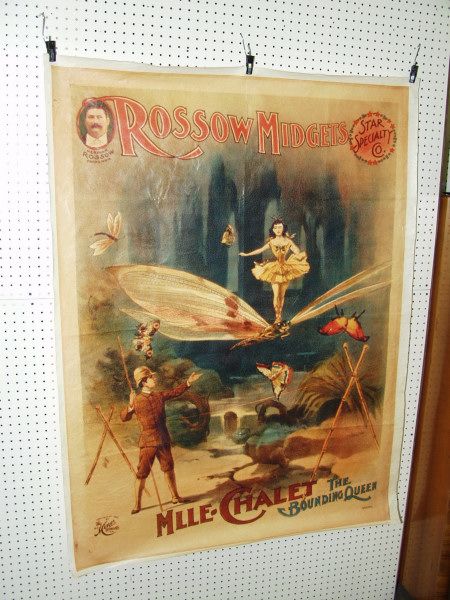 ROSSOW MIDGETS
STAR
SPECIALTY
CO.
ROSSOW
MLLE-CHALET
THE
BOUNDING QUEEN